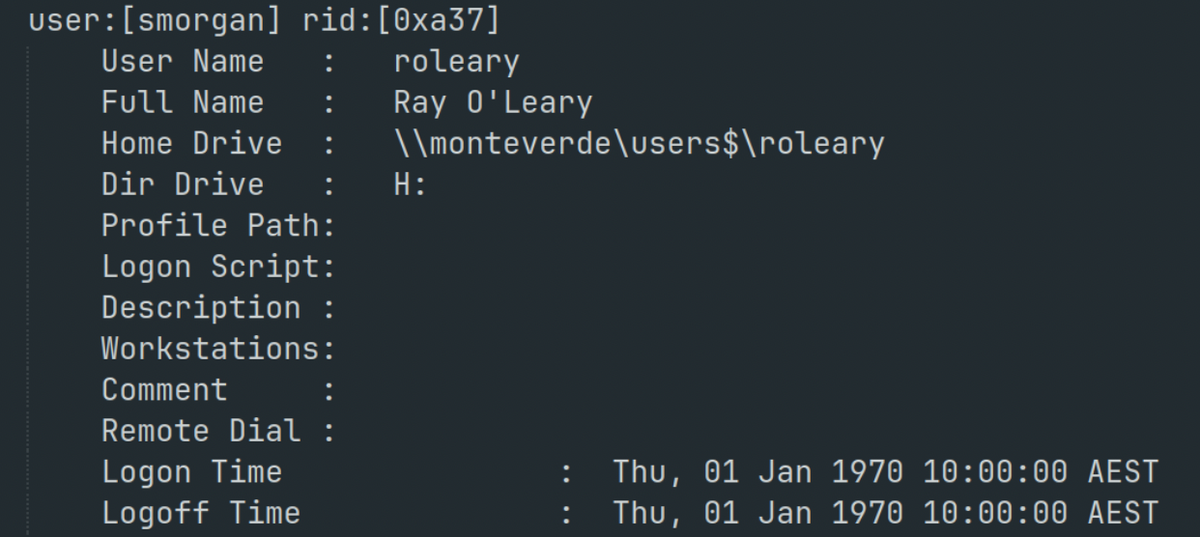 user:[smorgan] rid:[0xa37]
User Name   :   roleary
Full Name   :   Ray O'Leary
Home Drive  :   \\monteverde\users$\roleary
Dir Drive   :   H:
Profile Path:
Logon Script:
Description :
Workstations:
Comment     :
Remote Dial :
Logon Time               :  Thu, 01 Jan 1970 10:00:00 AEST
Logoff Time              :  Thu, 01 Jan 1970 10:00:00 AEST